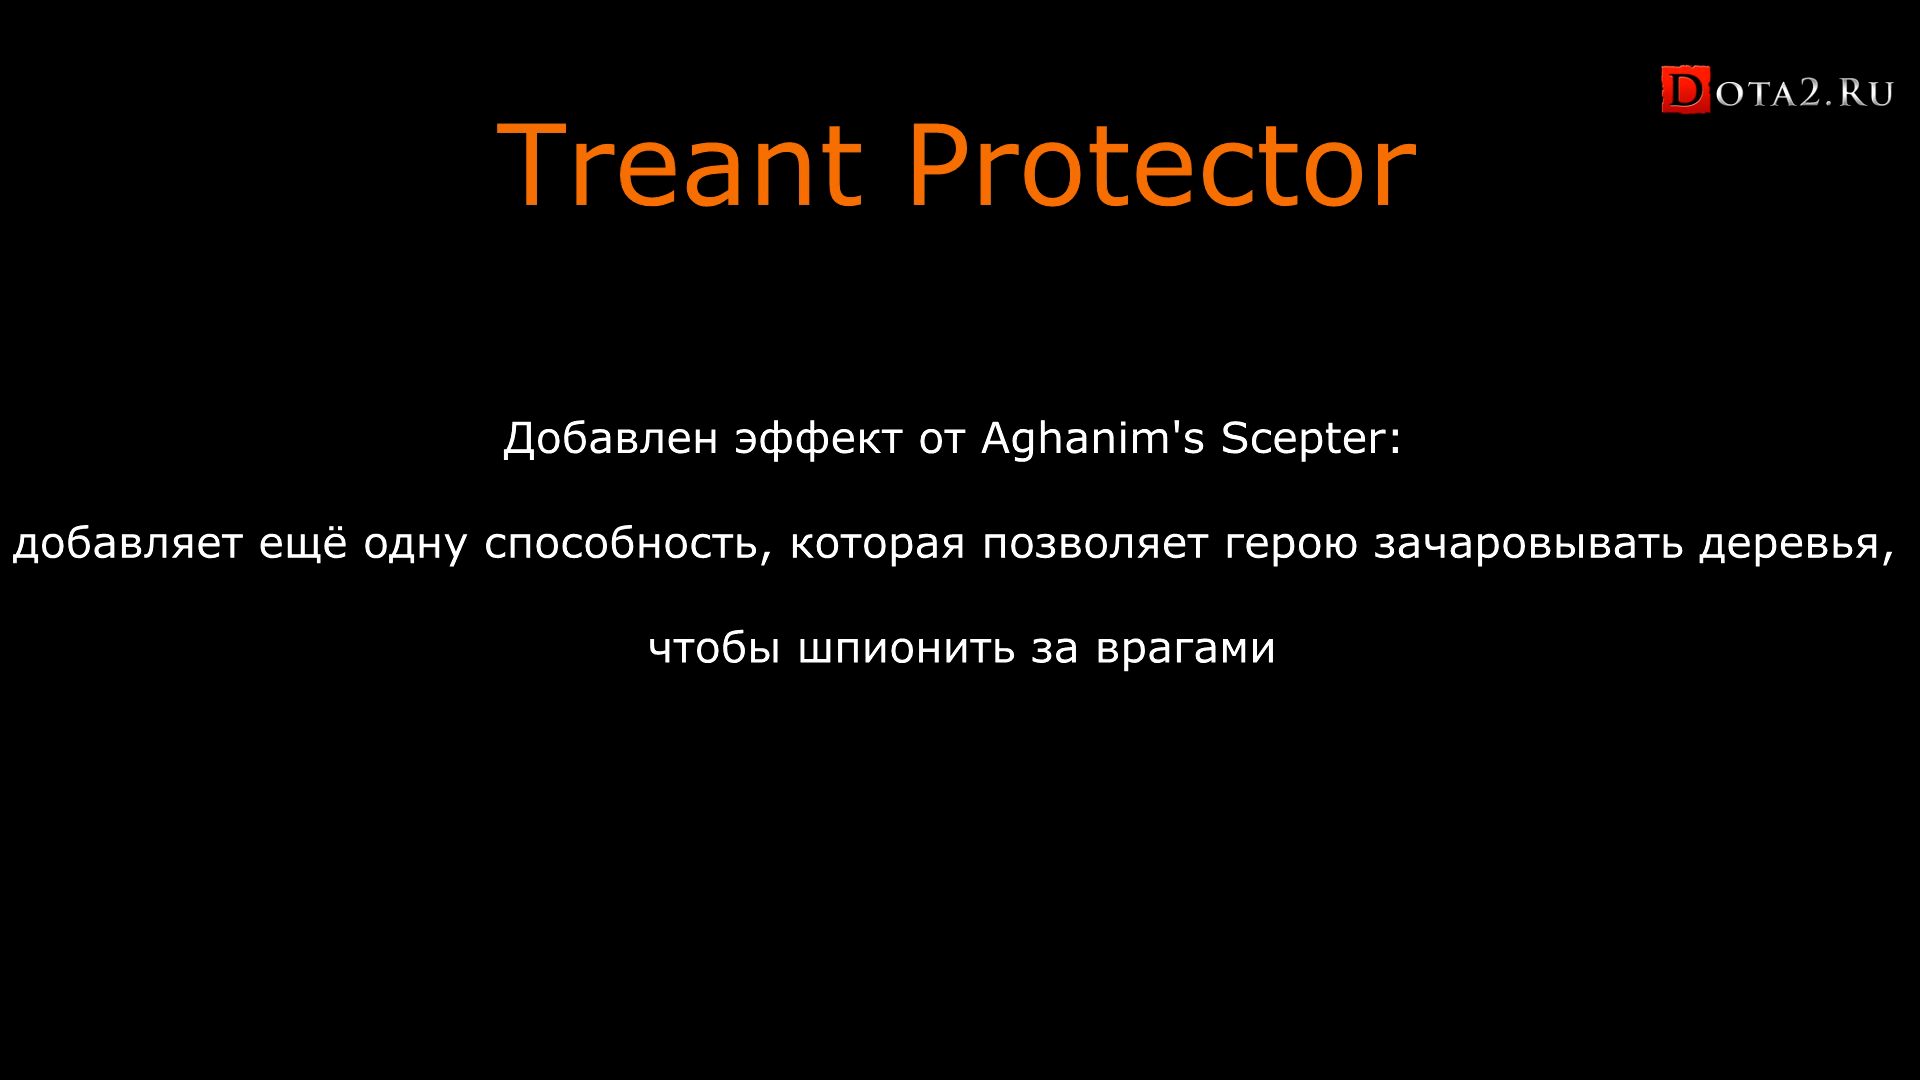 DOTA2.RU
Treant Protector
Добавлен эффект от Aghanim's Scepter:
добавляет ещё одну способность, которая позволяет герою зачаровывать деревья,
чтобы шпионить за врагами